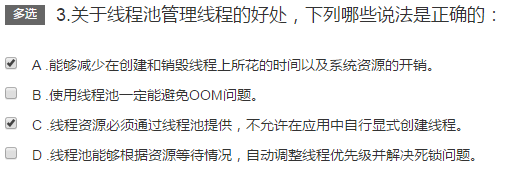 多选 3.关于线程池管理线程的好处，下列哪些说法是正确的：
A .能够减少在创建和销毁线程上所花的时间以及系统资源的开销。
B .使用线程池一定能避免OOM问题。
C .线程资源必须通过线程池提供，不允许在应用中自行显式创建线程。
D .线程池能够根据资源等待情况，自动调整线程优先级并解决死锁问题。